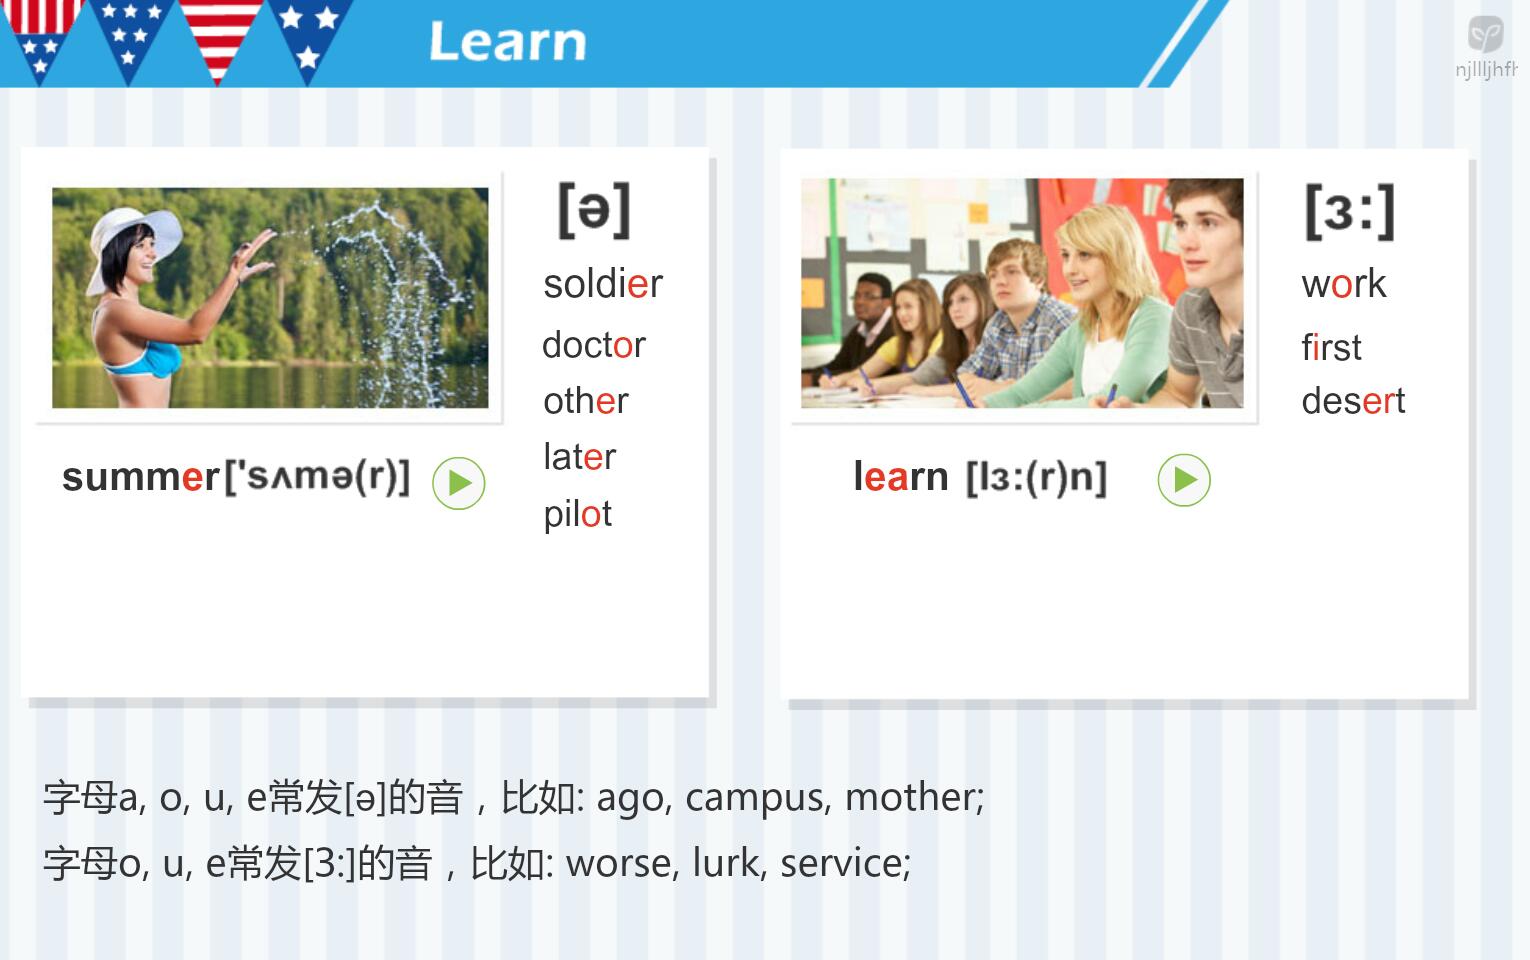 Learn
njllljhfh
[ə]
soldier
doctor
other
later
pilot
summer['sʌmə(r)]
[ɜ:]
work
first
desert
learn [lɜ:(r)n]
字母a, o, u, e常发[ə]的音，比如: ago, campus, mother;
字母o, u, e常发[3:]的音，比如: worse, lurk, service;